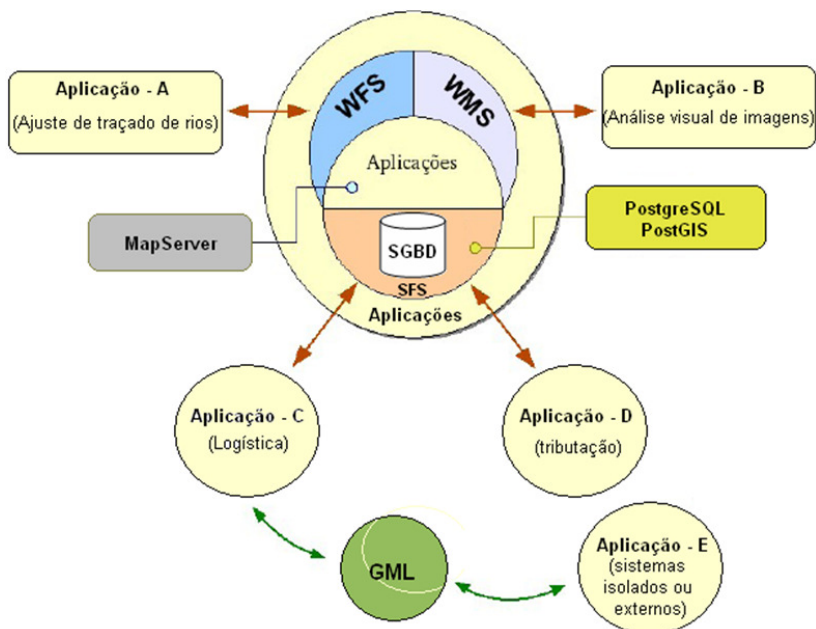 Aplicação - A
(Ajuste de traçado de rios)
WFS
WMS
Aplicação - B
(Análise visual de imagens)
Aplicações
MapServer
PostgreSQL
PostGIS
SGBD
SFS
Aplicações
Aplicação - C
(Logística)
Aplicação - D
(tributação)
GML
Aplicação - E
(sistemas
isolados ou
externos)